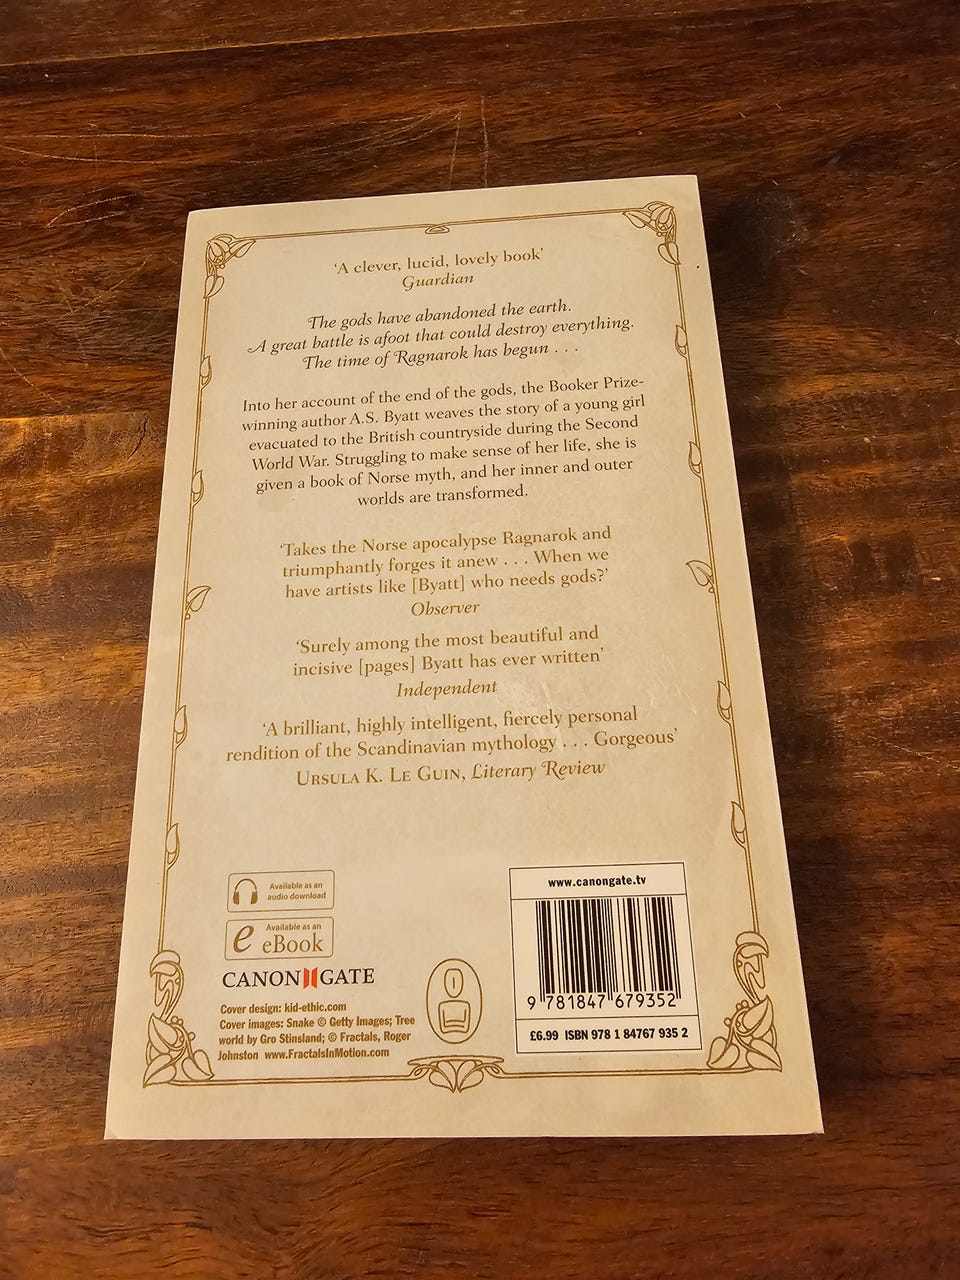 ‘A clever, lucid, lovely book’
Guardian
The gods have abandoned the earth.
A great battle is afoot that could destroy everything.
The time of Ragnarok has begun . . .
Into her account of the end of the gods, the Booker Prize-
winning author A.S. Byatt weaves the story of a young girl
evacuated to the British countryside during the Second
World War. Struggling to make sense of her life, she is
given a book of Norse myth, and her inner and outer
worlds are transformed.
‘Takes the Norse apocalypse Ragnarok and
triumphantly forges it anew . . . When we
have artists like [Byatt] who needs gods?’
Observer
‘Surely among the most beautiful and
incisive [pages] Byatt has ever written’
Independent
‘A brilliant, highly intelligent, fiercely personal
rendition of the Scandinavian mythology . . . Gorgeous’
URSULA K. LE GUIN, Literary Review
Available as an
audio download
Available as an
e eBook
CANONGATE
Cover design: kid-ethic.com
Cover images: Snake © Getty Images; Tree
world by Gro Stinsland; © Fractals, Roger
Johnston www.FractalsInMotion.com
www.canongate.tv
9 781847 679352
£6.99 ISBN 978 1 84767 935 2